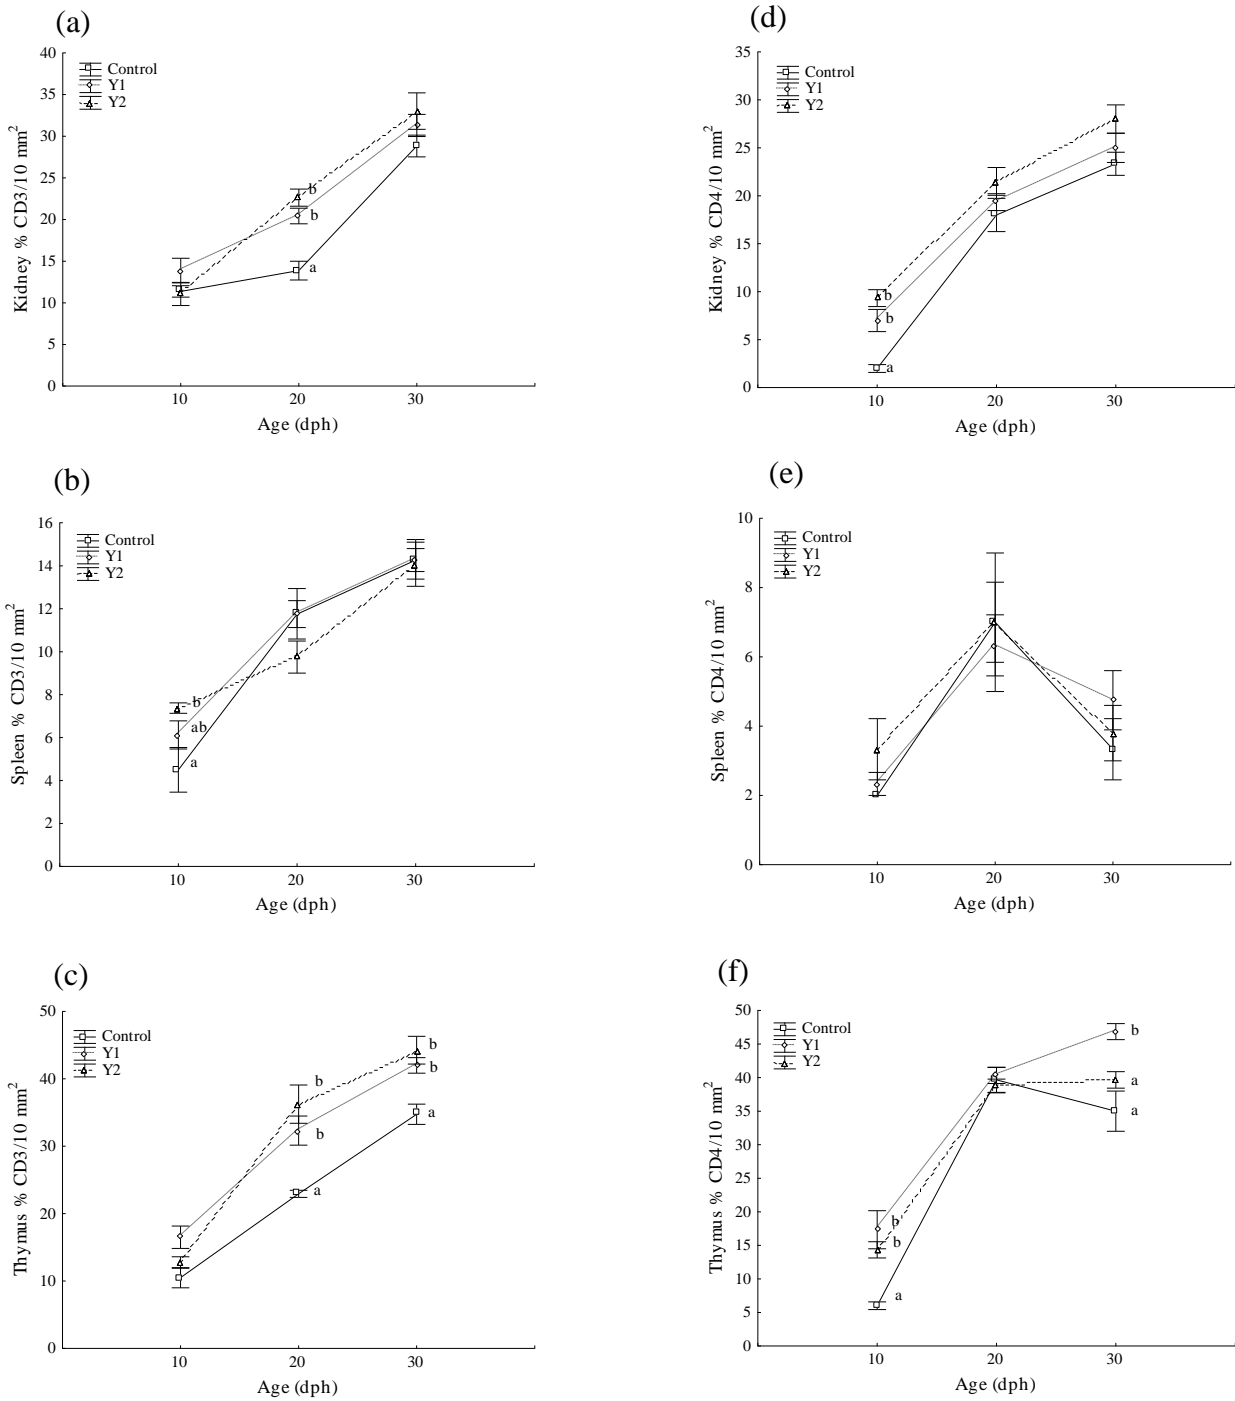 (a)
Kidney % CD3/10 mm²
40
35
30
25
20
15
10
5
0
Control
Y1
Y2
b
b
a
10
20
30
Age (dph)
(d)
Kidney % CD4/10 mm²
35
30
25
20
15
10
5
0
Control
Y1
Y2
b
b
a
10
20
30
Age (dph)
(b)
Spleen % CD3/10 mm²
16
14
12
10
8
6
4
2
0
Control
Y1
Y2
b
ab
a
10
20
30
Age (dph)
(e)
Spleen % CD4/10 mm²
10
8
6
4
2
0
Control
Y1
Y2
10
20
30
Age (dph)
(c)
Thymus % CD3/10 mm²
50
40
30
20
10
0
Control
Y1
Y2
b
b
a
b
b
a
10
20
30
Age (dph)
(f)
Thymus % CD4/10 mm²
50
45
40
35
30
25
20
15
10
5
0
Control
Y1
Y2
b
a
a
b
b
a
10
20
30
Age (dph)